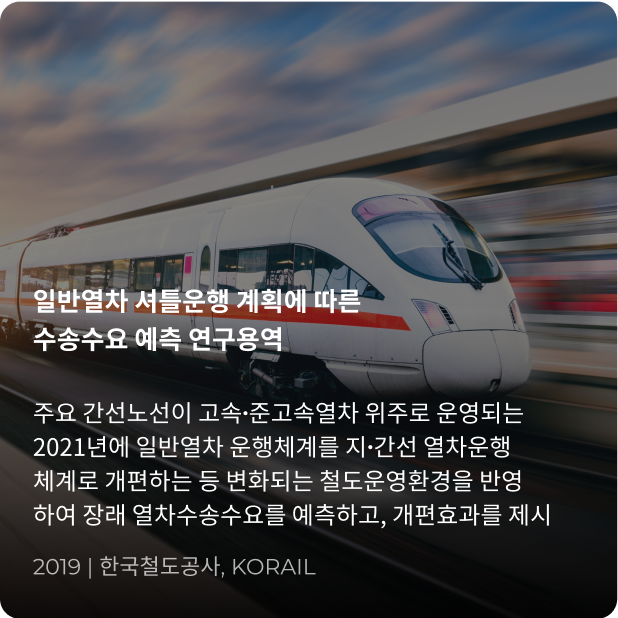 일반열차 셔틀운행 계획에 따른
수송수요 예측 연구용역
주요 간선노선이 고속·준고속열차 위주로 운영되는
2021년에 일반열차 운행체계를 지·간선 열차운행
체계로 개편하는 등 변화되는 철도운영환경을 반영
하여 장래 열차수송수요를 예측하고, 개편효과를 제시
2019 | 한국철도공사, KORAIL